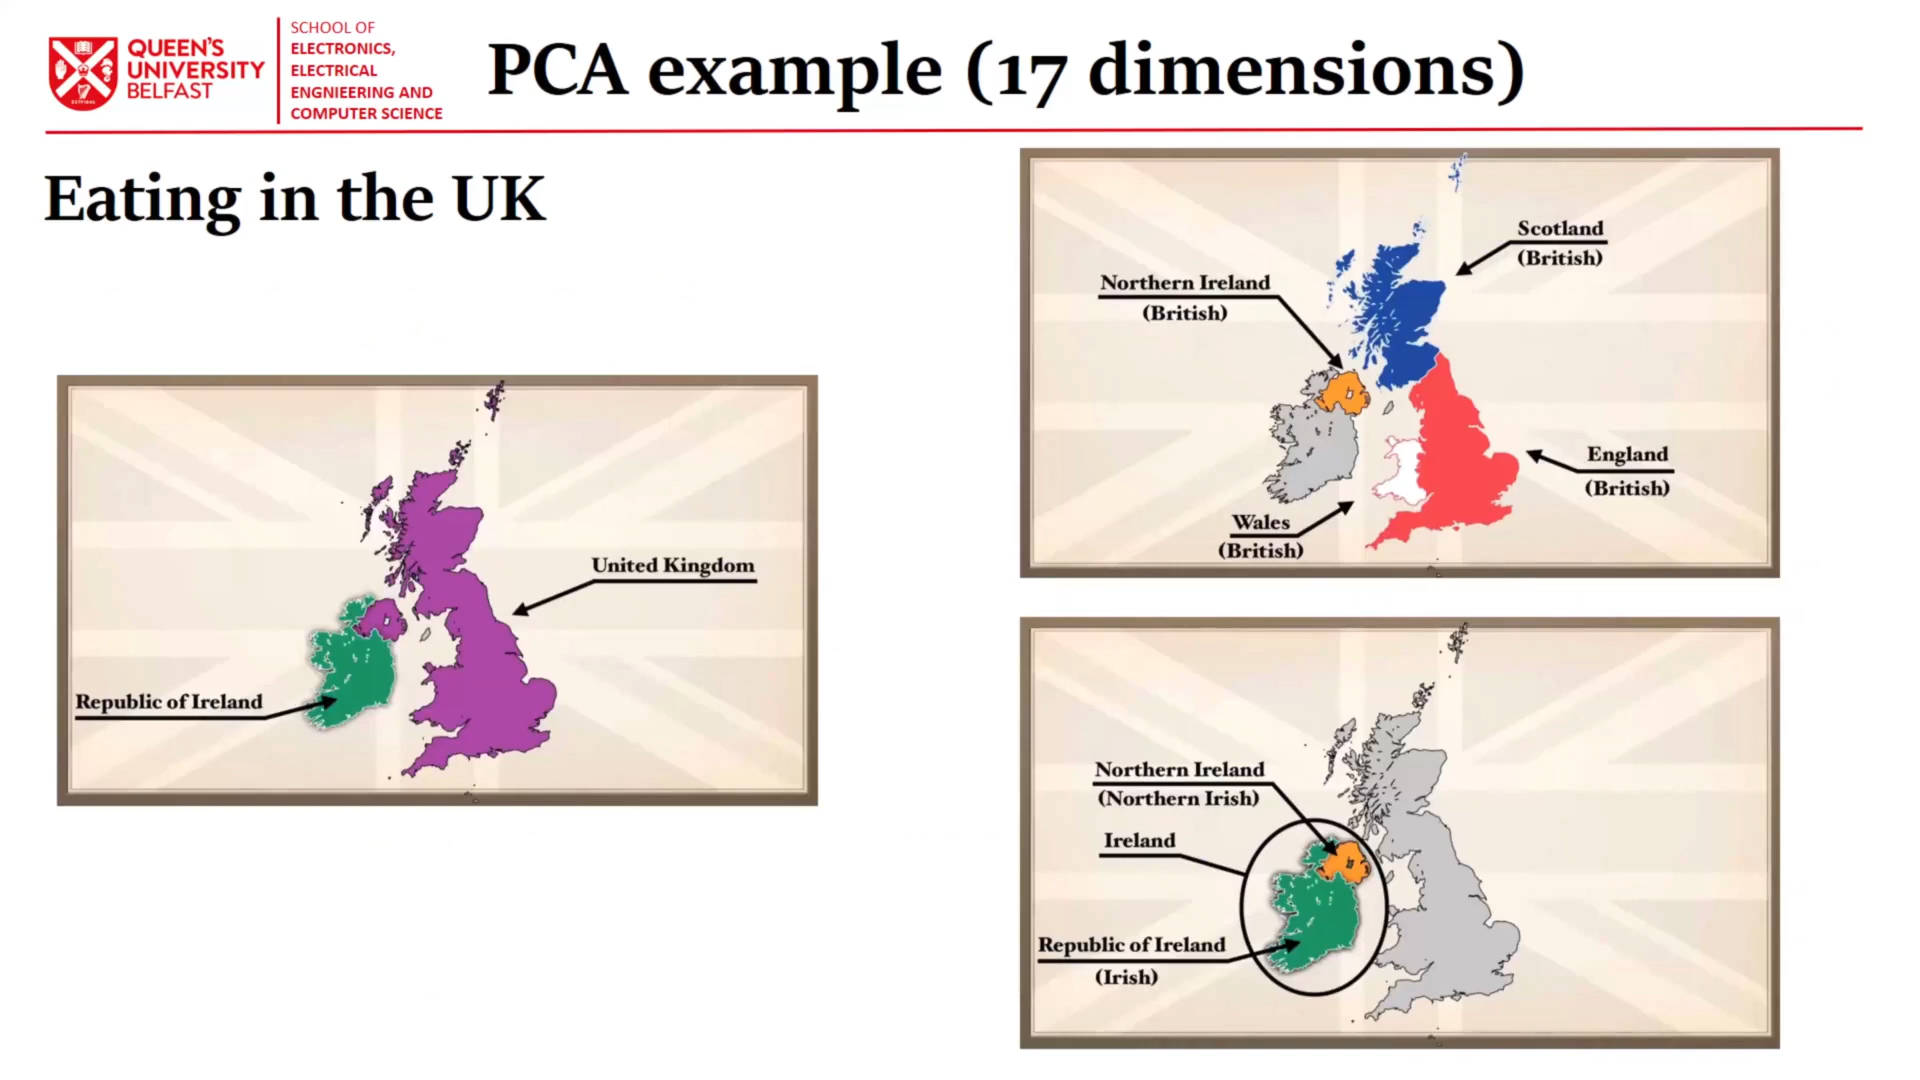 QUEEN'S
UNIVERSITY
BELFAST
ESTD1845
SCHOOL OF
ELECTRONICS,
ELECTRICAL
ENGNIEERING AND
COMPUTER SCIENCE
PCA example (17 dimensions)
Eating in the UK
United Kingdom
Republic of Ireland
Scotland
(British)
Northern Ireland
(British)
England
(British)
Wales
(British)
Northern Ireland
(Northern Irish)
Ireland
Republic of Ireland
(Irish)